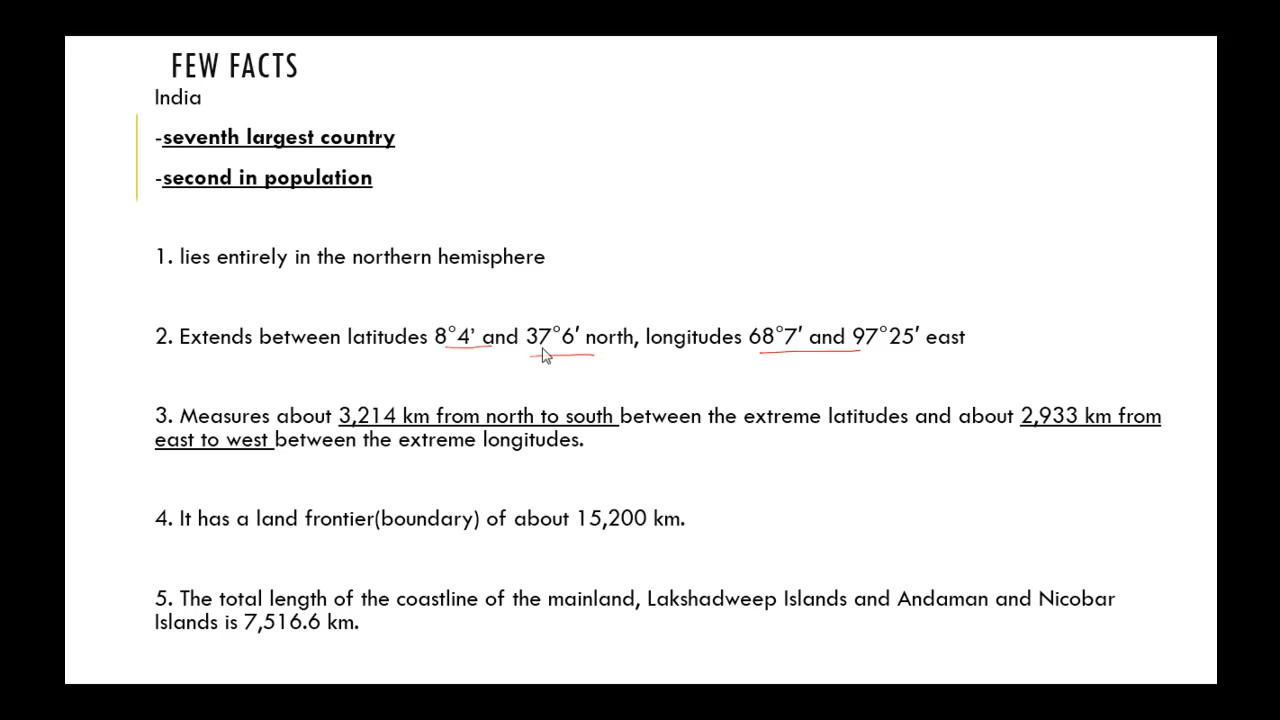 FEW FACTS
India
-seventh largest country
-second in population
1. lies entirely in the northern hemisphere
2. Extends between latitudes 8°4’ and 37°6′ north, longitudes 68°7′ and 97°25′ east
3. Measures about 3,214 km from north to south between the extreme latitudes and about 2,933 km from
east to west between the extreme longitudes.
4. It has a land frontier(boundary) of about 15,200 km.
5. The total length of the coastline of the mainland, Lakshadweep Islands and Andaman and Nicobar
Islands is 7,516.6 km.